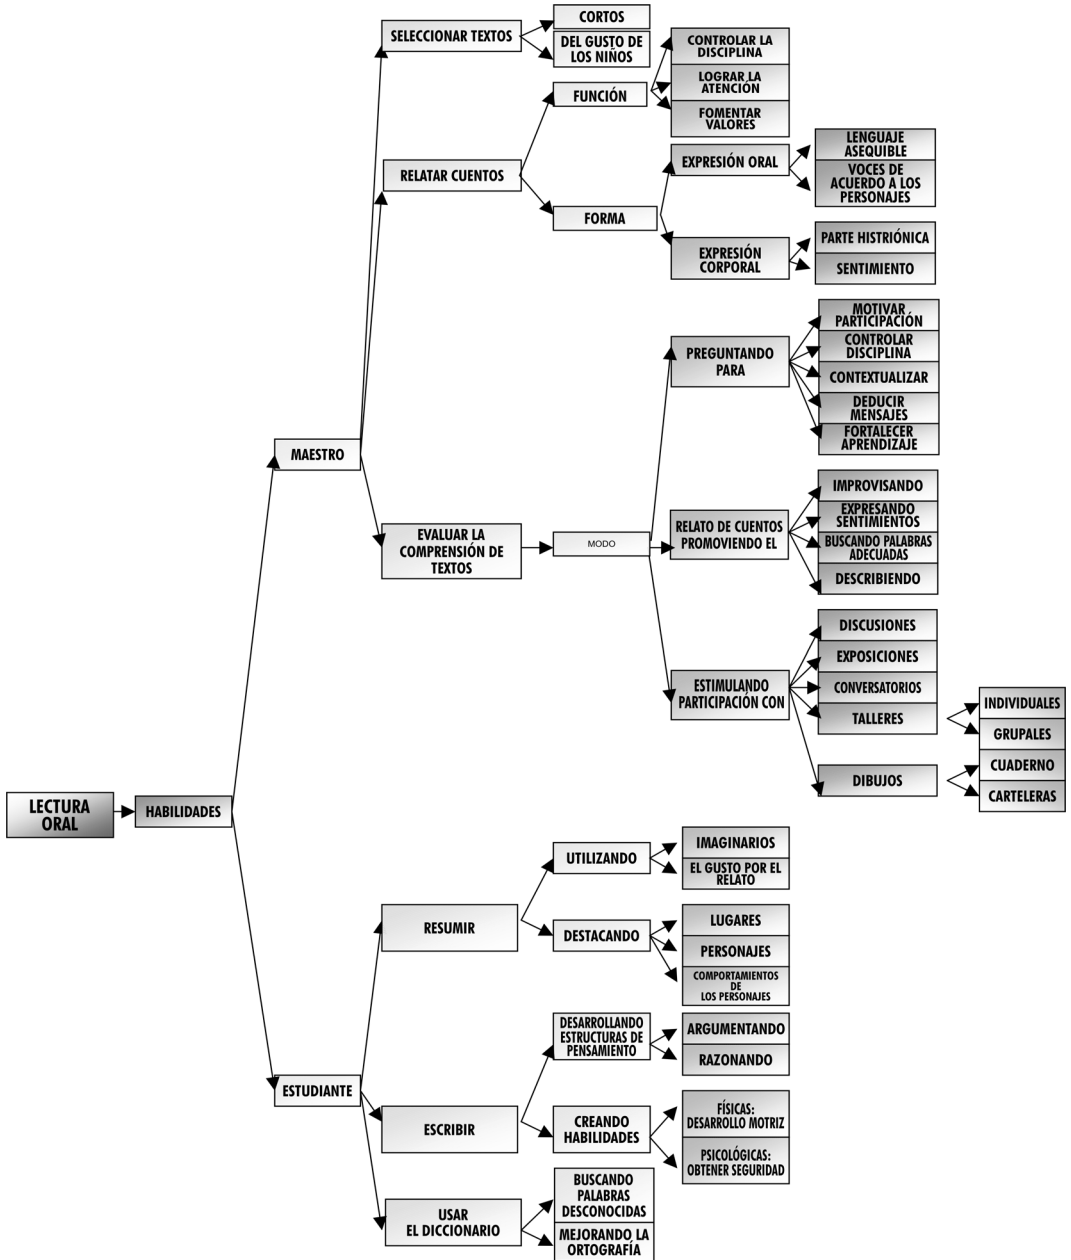 CORTOS
SELECCIONAR TEXTOS
DEL GUSTO DE
LOS NIÑOS
CONTROLAR LA
DISCIPLINA
LOGRAR LA
ATENCIÓN
FUNCIÓN
FOMENTAR
VALORES
LENGUAJE
ASEQUIBLE
EXPRESIÓN ORAL
RELATAR CUENTOS
VOCES DE
ACUERDO A LOS
PERSONAJES
FORMA
PARTE HISTRIÓNICA
EXPRESIÓN
CORPORAL
SENTIMIENTO
MOTIVAR
PARTICIPACIÓN
PREGUNTANDO
PARA
CONTROLAR
DISCIPLINA
CONTEXTUALIZAR
DEDUCIR
MENSAJES
FORTALECER
APRENDIZAJE
MAESTRO
IMPROVISANDO
EXPRESANDO
SENTIMIENTOS
RELATO DE CUENTOS
PROMOVIENDO EL
EVALUAR LA
COMPRENSIÓN DE
TEXTOS
MODO
BUSCANDO PALABRAS
ADECUADAS
DESCRIBIENDO
DISCUSIONES
EXPOSICIONES
ESTIMULANDO
PARTICIPACIÓN CON
CONVERSATORIOS
TALLERES
INDIVIDUALES
GRUPALES
DIBUJOS
CUADERNO
CARTELERAS
LECTURA
ORAL
HABILIDADES
IMAGINARIOS
UTILIZANDO
EL GUSTO POR EL
RELATO
RESUMIR
LUGARES
DESTACANDO
PERSONAJES
COMPORTAMIENTOS
DE
LOS PERSONAJES
DESARROLLANDO
ESTRUCTURAS DE
PENSAMIENTO
ARGUMENTANDO
RAZONANDO
ESTUDIANTE
ESCRIBIR
CREANDO
HABILIDADES
FÍSICAS:
DESARROLLO MOTRIZ
PSICOLÓGICAS:
OBTENER SEGURIDAD
BUSCANDO
PALABRAS
DESCONOCIDAS
USAR
EL DICCIONARIO
MEJORANDO LA
ORTOGRAFÍA